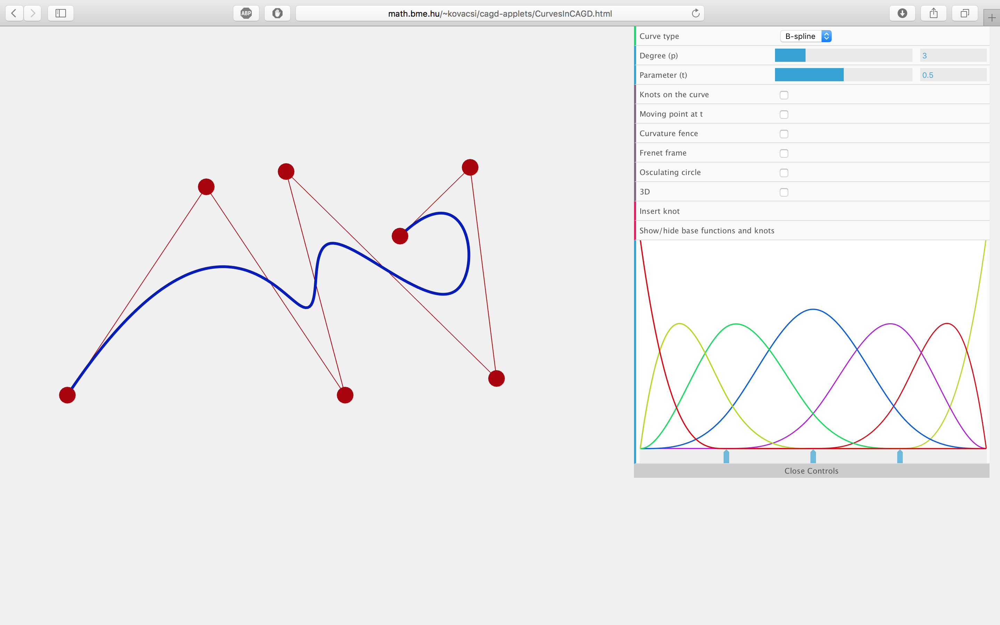 ABP
math.bme.hu/~kovacsi/cagd-applets/CurvesInCAGD.html
Curve type B-spline
Degree (p) 3
Parameter (t) 0.5
Knots on the curve
Moving point at t
Curvature fence
Frenet frame
Osculating circle
3D
Insert knot
Show/hide base functions and knots
Close Controls